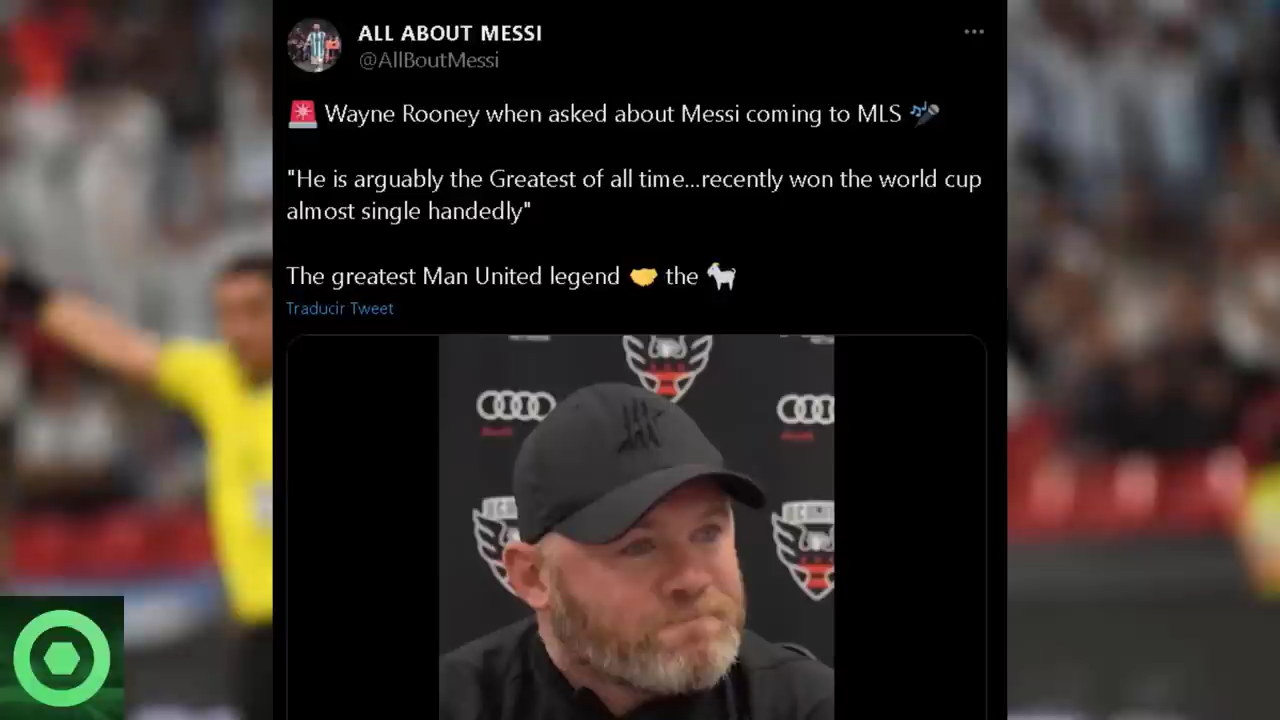 ALL ABOUT MESSI
@AllBoutMessi
🚨 Wayne Rooney when asked about Messi coming to MLS 🎤
"He is arguably the Greatest of all time...recently won the world cup
almost single handedly"
The greatest Man United legend 🤝 the 🐐
Traducir Tweet